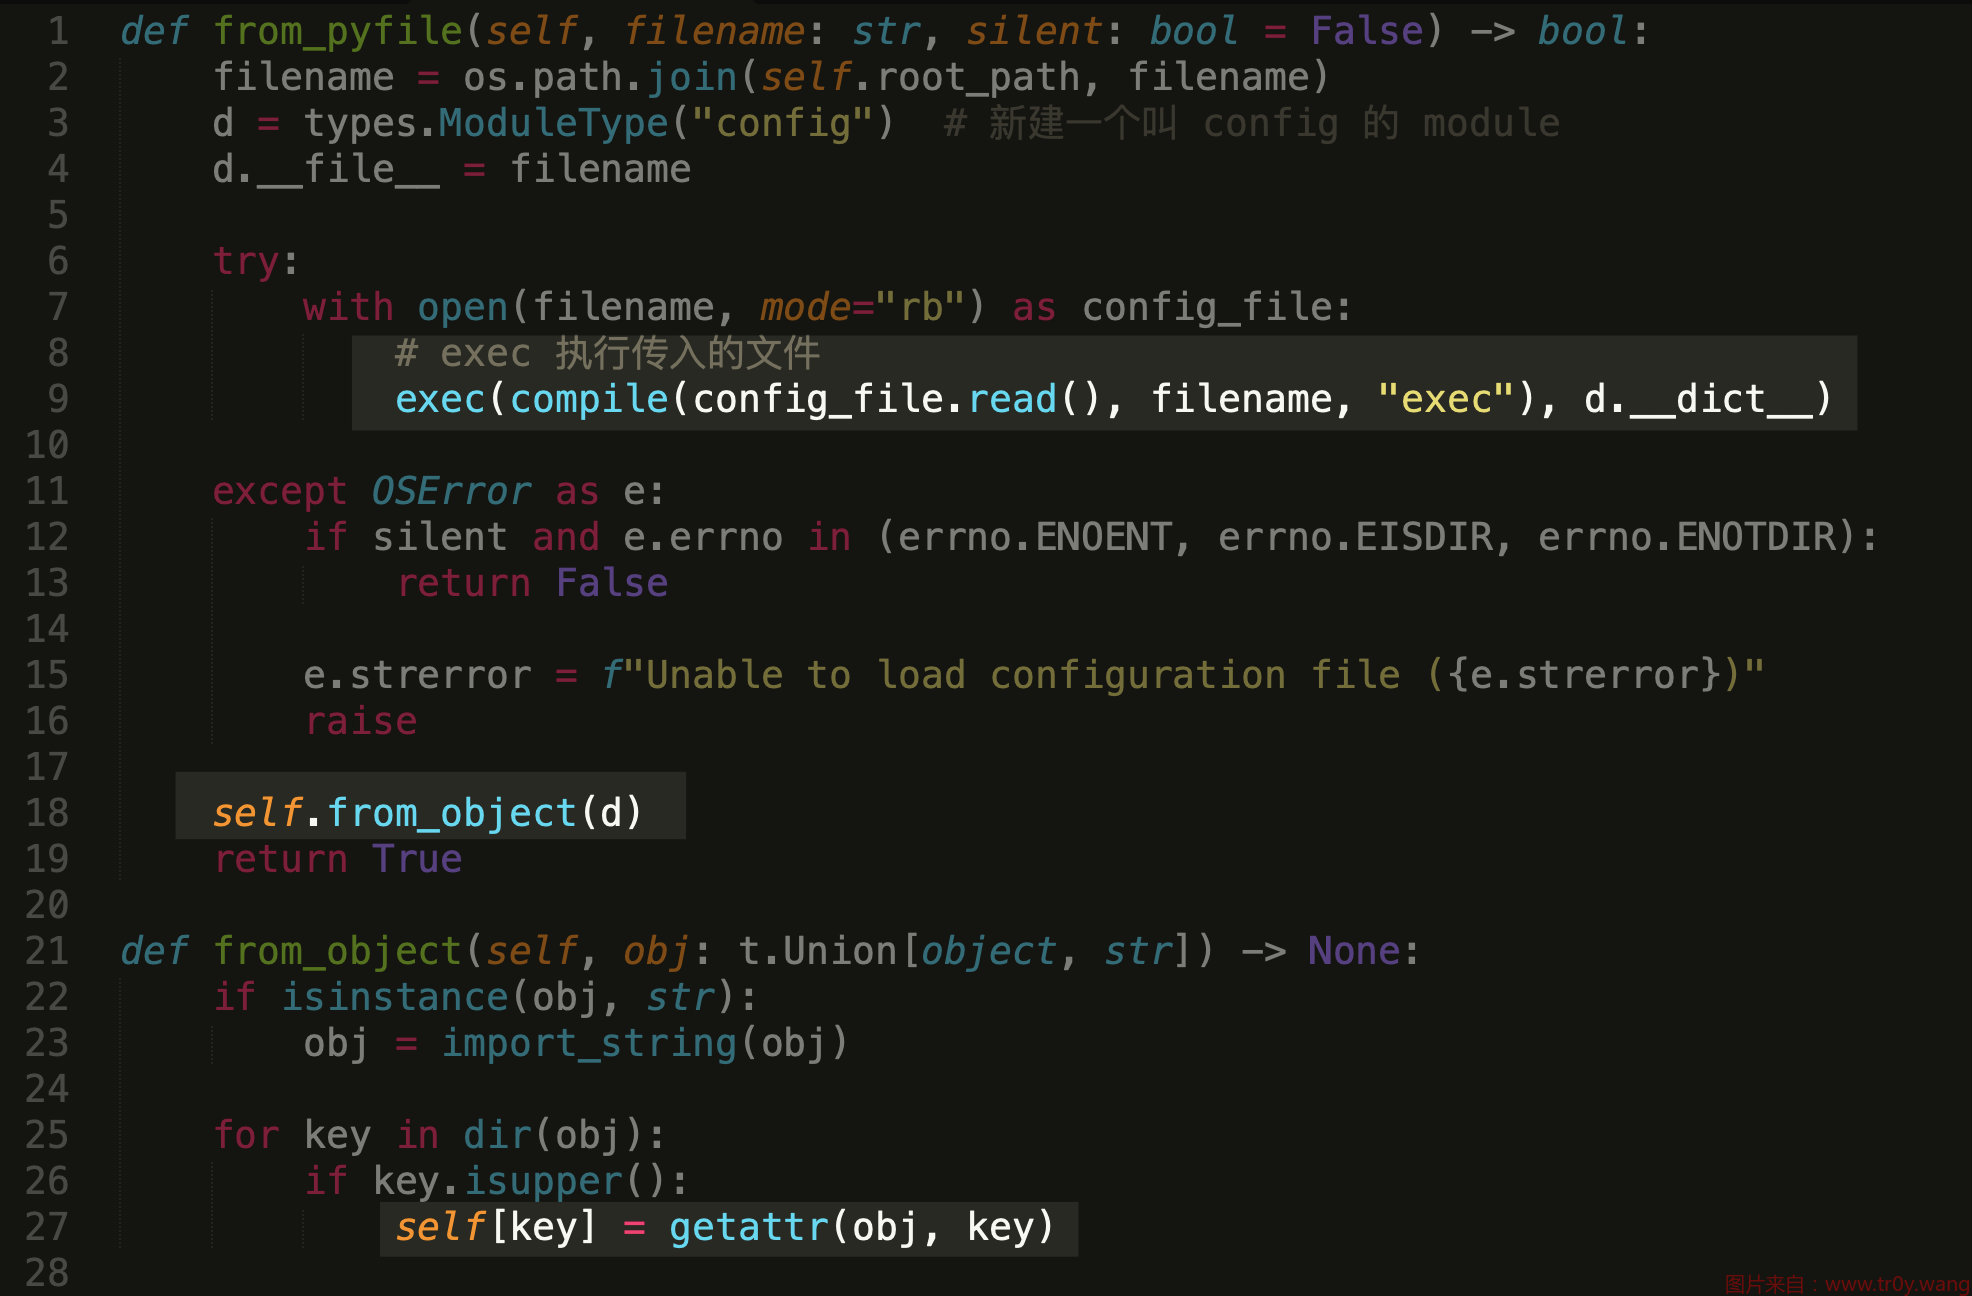 1 def from_pyfile(self, filename: str, silent: bool = False) -> bool:
2 filename = os.path.join(self.root_path, filename)
3 d = types.ModuleType("config") # 新建一个叫 config 的 module
4 d.__file__ = filename
5
6 try:
7 with open(filename, mode="rb") as config_file:
8 # exec 执行传入的文件
9 exec(compile(config_file.read(), filename, "exec"), d.__dict__)
10
11 except OSError as e:
12 if silent and e.errno in (errno.ENOENT, errno.EISDIR, errno.ENOTDIR):
13 return False
14
15 e.strerror = f"Unable to load configuration file ({e.strerror})"
16 raise
17
18 self.from_object(d)
19 return True
20
21 def from_object(self, obj: t.Union[object, str]) -> None:
22 if isinstance(obj, str):
23 obj = import_string(obj)
24
25 for key in dir(obj):
26 if key.isupper():
27 self[key] = getattr(obj, key)
28
图片来自：www.tr0y.wang